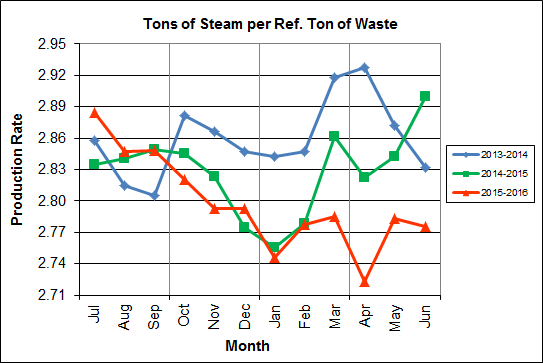 Tons of Steam per Ref. Ton of Waste
Production Rate
2.95
2.92
2.89
2.86
2.83
2.80
2.77
2.74
2.71
Jul
Aug
Sep
Oct
Nov
Dec
Jan
Feb
Mar
Apr
May
Jun
Month
2013-2014
2014-2015
2015-2016